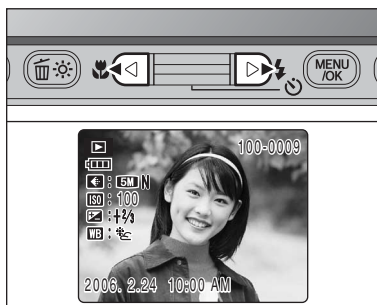 MENU
/OK
100-0009
5M N
ISO : 100
: +2/3
WB :
2006. 2.24 10:00 AM